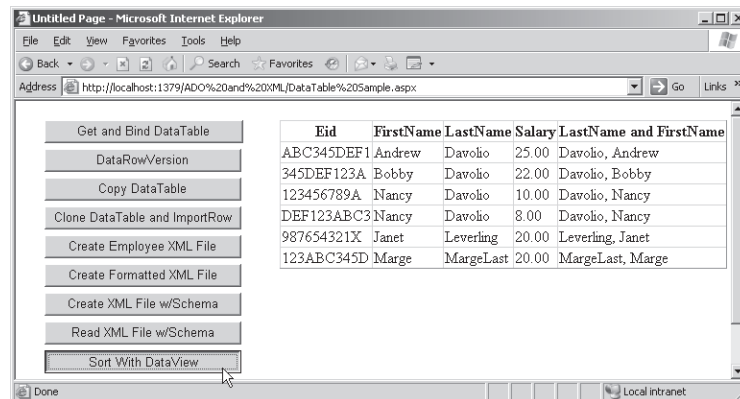 Untitled Page - Microsoft Internet Explorer
File Edit View Favorites Tools Help
Back Search Favorites
Address http://localhost:1379/ADO%20and%20XML/DataTable%20Sample.aspx Go Links »
Get and Bind DataTable
DataRowVersion
Copy DataTable
Clone DataTable and ImportRow
Create Employee XML File
Create Formatted XML File
Create XML File w/Schema
Read XML File w/Schema
Sort With DataView
Eid FirstName LastName Salary LastName and FirstName
ABC345DEF1 Andrew Davolio 25.00 Davolio, Andrew
345DEF123A Bobby Davolio 22.00 Davolio, Bobby
123456789A Nancy Davolio 10.00 Davolio, Nancy
DEF123ABC3 Nancy Davolio 8.00 Davolio, Nancy
987654321X Janet Leverling 20.00 Leverling, Janet
123ABC345D Marge MargeLast 20.00 MargeLast, Marge
Done Local intranet